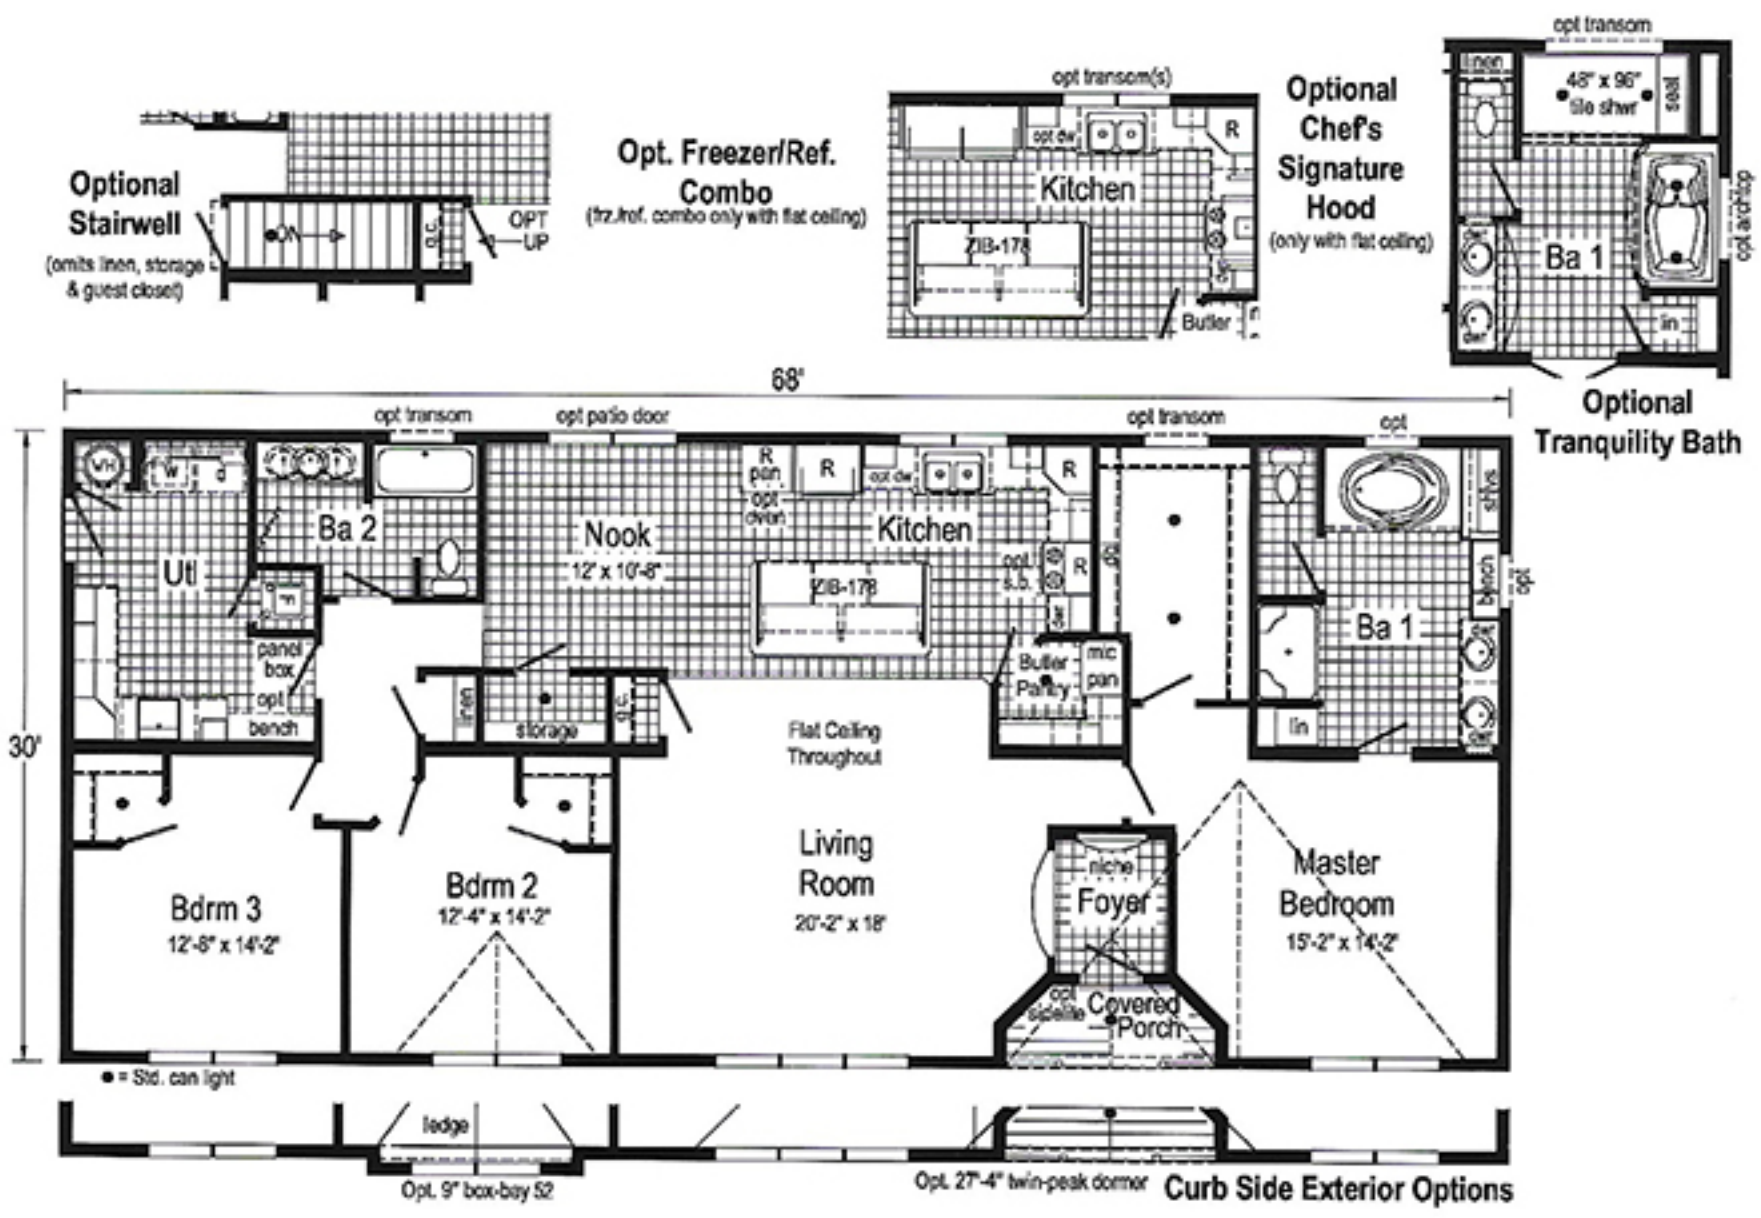 opt transom
linen
48" x 96"
tile shwr
seat
opt archtop
Ba 1
lin
dwr
Optional
Tranquility Bath
opt transom(s)
opt dw
R
Kitchen
ZIB-178
dwr
Butler
Optional
Chef's
Signature
Hood
(only with flat ceiling)
Opt. Freezer/Ref.
Combo
(frz./ref. combo only with flat ceiling)
Optional
Stairwell
(omits linen, storage
& guest closet)
DN
g.c.
OPT
UP
68'
30'
opt transom
opt patio door
opt transom
opt
WH
W
d
Utl
Ba 2
panel
box
opt
bench
linen
storage
g.c.
Nook
12' x 10'-8"
R
pan
opt
oven
R
opt dw
R
Kitchen
ZIB-178
opt
s.b.
R
dwr
Butler
Pantry
mic
pan
shlvs
bench
opt
Ba 1
lin
dwr
Flat Ceiling
Throughout
Living
Room
20'-2" x 18'
niche
Foyer
opt
sidelite
Covered
Porch
Master
Bedroom
15'-2" x 14'-2"
Bdrm 2
12'-4" x 14'-2"
Bdrm 3
12'-8" x 14'-2"
● = Std. can light
ledge
Opt. 9" box-bay 52
Opt. 27'-4" twin-peak dormer
Curb Side Exterior Options